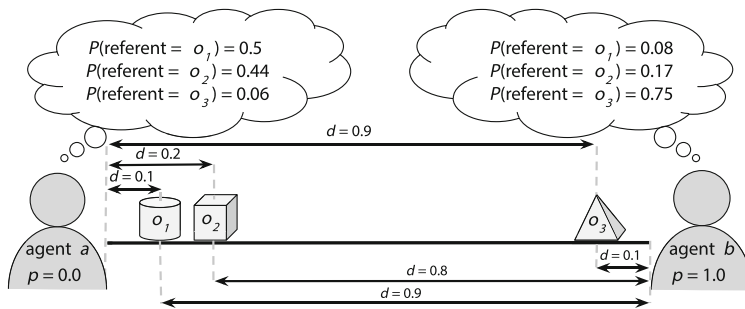 P(referent = o₁) = 0.5
P(referent = o₂) = 0.44
P(referent = o₃) = 0.06
P(referent = o₁) = 0.08
P(referent = o₂) = 0.17
P(referent = o₃) = 0.75
d = 0.9
d = 0.2
d = 0.1
o₁
o₂
o₃
agent a
p = 0.0
agent b
p = 1.0
d = 0.1
d = 0.8
d = 0.9